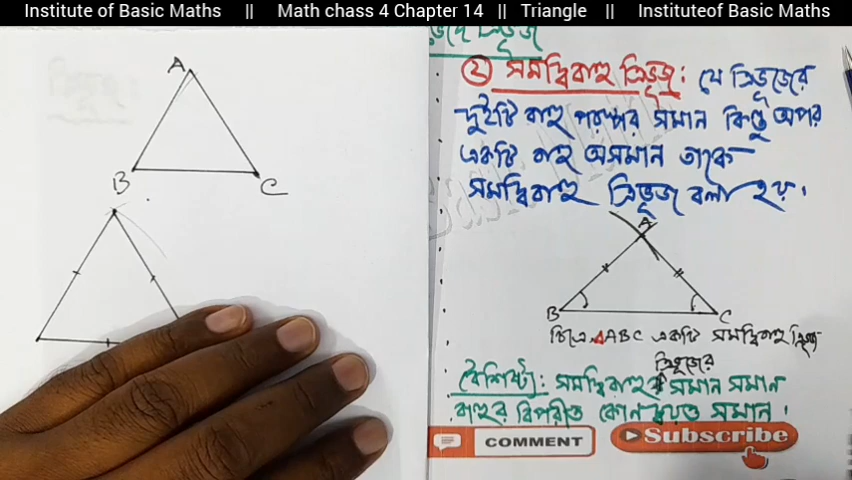 Institute of Basic Maths || Math chass 4 Chapter 14 || Triangle || Instituteof Basic Maths
A
B
C
② সমদ্বিবাহু ত্রিভূজ: যে ত্রিভূজের
দুইটি বাহু পরস্পর সমান কিন্তু অপর
একটি বাহু অসমান তাকে
সমদ্বিবাহু ত্রিভূজ বলা হয়।
A
B
C
চিত্রে ABC একটি সমদ্বিবাহু ত্রিভূজ
ত্রিভূজের
বৈশিষ্ট্য: সমদ্বিবাহু সমান সমান
বাহুর বিপরীত কোন দ্বয়ও সমান।
COMMENT
Subscribe